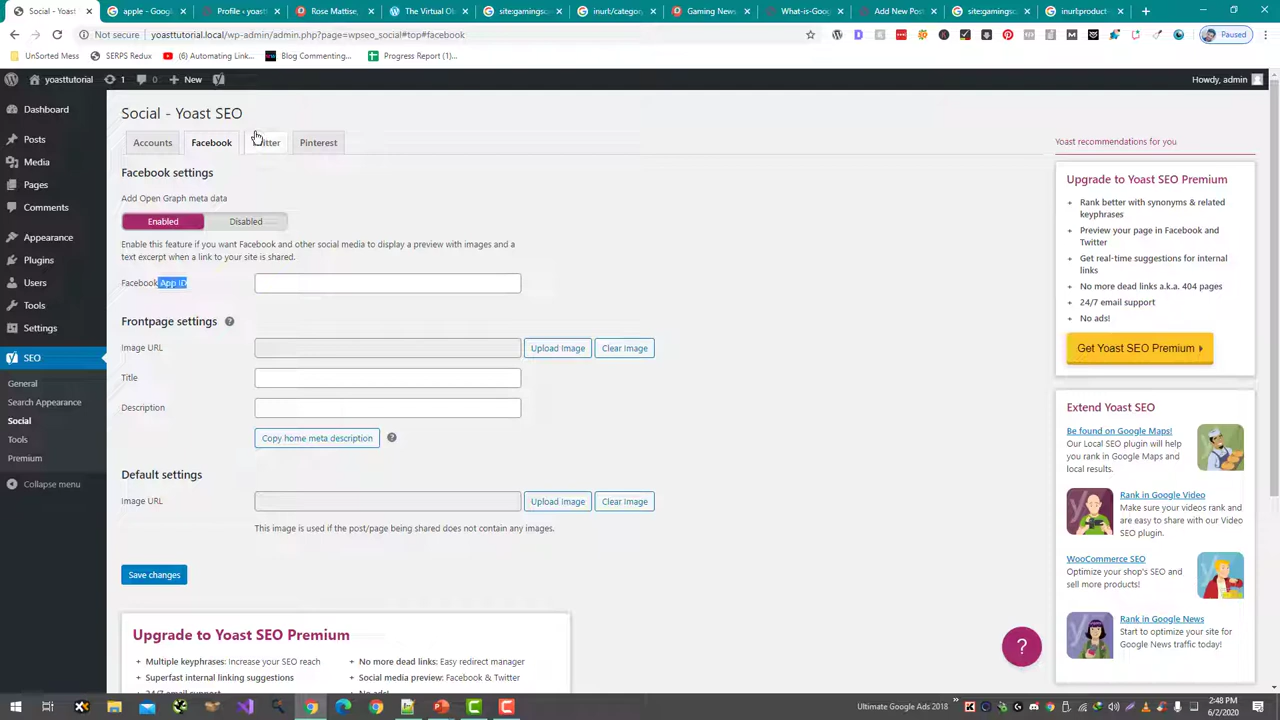 Social - Yoast SEO
apple - Google
Profile ‹ yoastt
Rose Mattise,
The Virtual Ol
site:gamingsc
inurl/categor
Gaming News
What-is-Goog
Add New Post
site:gamings
inurl:product
Not secure yoasttutorial.local/wp-admin/admin.php?page=wpseo_social#top#facebook
Paused
UnSorted Mess
SERPS Redux
(6) Automating Link...
Blog Commenting...
Progress Report(...
yoasttutorial
1
0
New
Howdy, admin
Dashboard
Posts
Media
Pages
Comments
Appearance
Plugins
Users
Tools
Settings
SEO
General
Search Appearance
Social
Tools
Premium
Collapse menu
Social - Yoast SEO
Accounts
Facebook
Pinterest
Facebook settings
Add Open Graph meta data
Enabled
Disabled
Enable this feature if you want Facebook and other social media to display a preview with images and a
text excerpt when a link to your site is shared.
Facebook App ID
Frontpage settings ?
Image URL
Upload Image
Clear Image
Title
Description
Copy home meta description
?
Default settings
Image URL
Upload Image
Clear Image
This image is used if the post/page being shared does not contain any images.
Save changes
Upgrade to Yoast SEO Premium
+ Multiple keyphrases: Increase your SEO reach
+ No more dead links: Easy redirect manager
+ Superfast internal linking suggestions
+ Social media preview: Facebook & Twitter
+ 24/7 email support
+ No ads!
Yoast recommendations for you
Upgrade to Yoast SEO Premium
+ Rank better with synonyms & related
keyphrases
+ Preview your page in Facebook and
Twitter
+ Get real-time suggestions for internal
links
+ No more dead links a.k.a. 404 pages
+ 24/7 email support
+ No ads!
Get Yoast SEO Premium
Extend Yoast SEO
Be found on Google Maps!
Our Local SEO plugin will help
you rank in Google Maps and
local results.
Rank in Google Video
Make sure your videos rank and
are easy to share with our Video
SEO plugin.
WooCommerce SEO
Optimize your shop's SEO and
sell more products!
Rank in Google News
Start to optimize your site for
Google News traffic today!
?
Ultimate Google Ads 2018
2:48 PM
6/2/2020